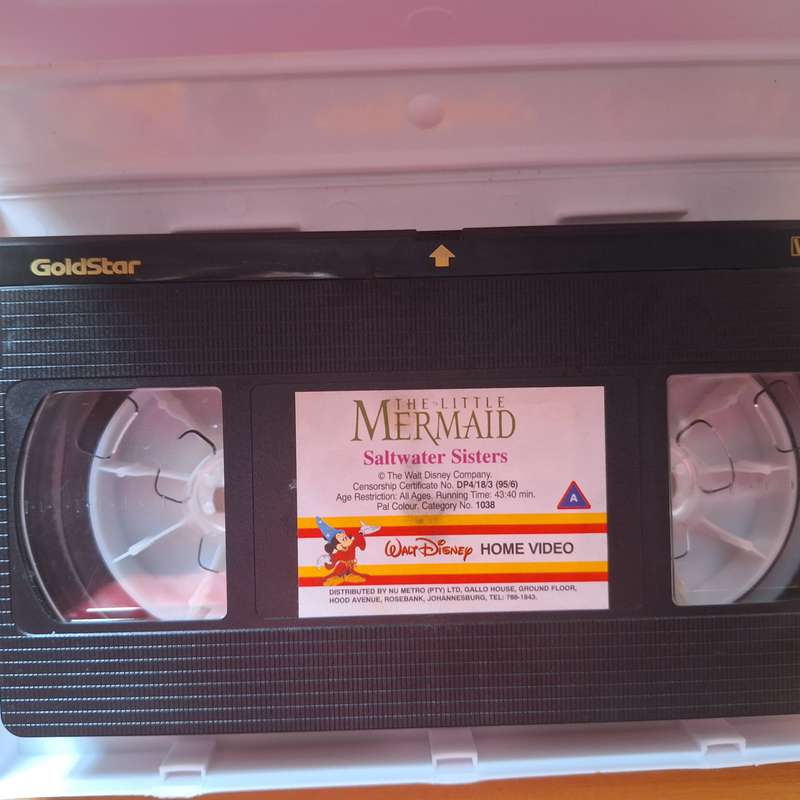 GoldStar
THE LITTLE
MERMAID
Saltwater Sisters
© The Walt Disney Company.
Censorship Certificate No. DP4/18/3 (95/6)
Age Restriction: All Ages. Running Time: 43:40 min.
Pal Colour. Category No. 1038
A
WALT DISNEY HOME VIDEO
DISTRIBUTED BY NU METRO (PTY) LTD, GALLO HOUSE, GROUND FLOOR,
HOOD AVENUE, ROSEBANK, JOHANNESBURG, TEL: 788-1843.